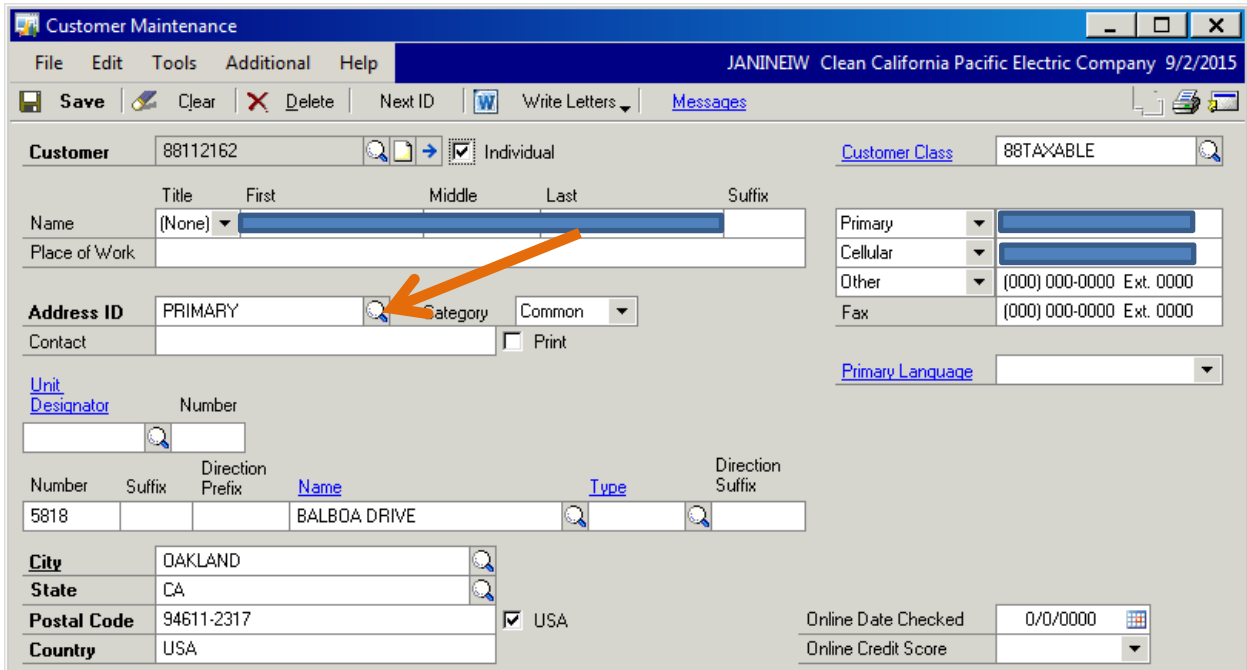 Customer Maintenance
File Edit Tools Additional Help JANINEIW Clean California Pacific Electric Company 9/2/2015
Save Clear Delete Next ID Write Letters Messages
Customer 88112162 Individual Customer Class 88TAXABLE
Title First Middle Last Suffix
Name (None) Primary
Place of Work Cellular
Other (000) 000-0000 Ext. 0000
Address ID PRIMARY Category Common Fax (000) 000-0000 Ext. 0000
Contact Print
Primary Language
Unit
Designator Number
Direction Direction
Number Suffix Prefix Name Type Suffix
5818 BALBOA DRIVE
City OAKLAND
State CA
Postal Code 94611-2317 USA Online Date Checked 0/0/0000
Country USA Online Credit Score